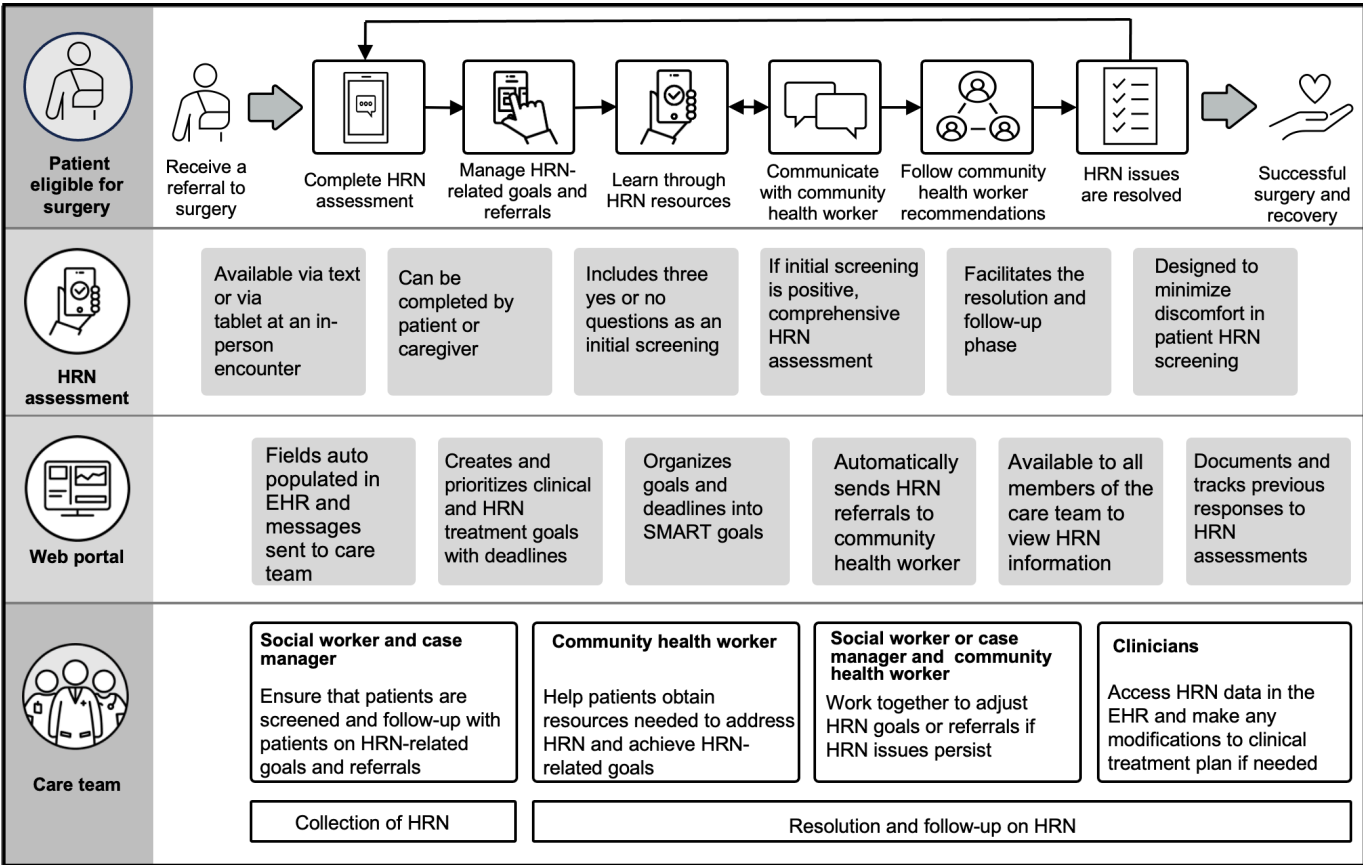 Patient
eligible for
surgery
Receive a
referral to
surgery
Complete HRN
assessment
Manage HRN-
related goals and
referrals
Learn through
HRN resources
Communicate
with community
health worker
Follow community
health worker
recommendations
HRN issues
are resolved
Successful
surgery and
recovery
HRN
assessment
Available via text
or via
tablet at an in-
person
encounter
Can be
completed by
patient or
caregiver
Includes three
yes or no
questions as an
initial screening
If initial screening
is positive,
comprehensive
HRN
assessment
Facilitates the
resolution and
follow-up
phase
Designed to
minimize
discomfort in
patient HRN
screening
Web portal
Fields auto
populated in
EHR and
messages
sent to care
team
Creates and
prioritizes clinical
and HRN
treatment goals
with deadlines
Organizes
goals and
deadlines into
SMART goals
Automatically
sends HRN
referrals to
community
health worker
Available to all
members of the
care team to
view HRN
information
Documents and
tracks previous
responses to
HRN
assessments
Care team
Social worker and case
manager
Ensure that patients are
screened and follow-up with
patients on HRN-related
goals and referrals
Community health worker
Help patients obtain
resources needed to address
HRN and achieve HRN-
related goals
Social worker or case
manager and community
health worker
Work together to adjust
HRN goals or referrals if
HRN issues persist
Clinicians
Access HRN data in the
EHR and make any
modifications to clinical
treatment plan if needed
Collection of HRN
Resolution and follow-up on HRN